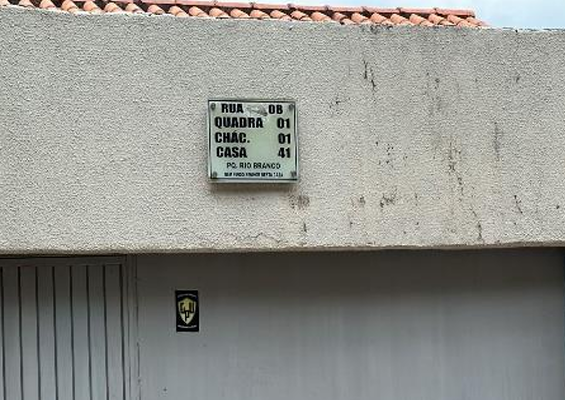 RUA 08
QUADRA 01
CHÁC. 01
CASA 41
PQ. RIO BRANCO